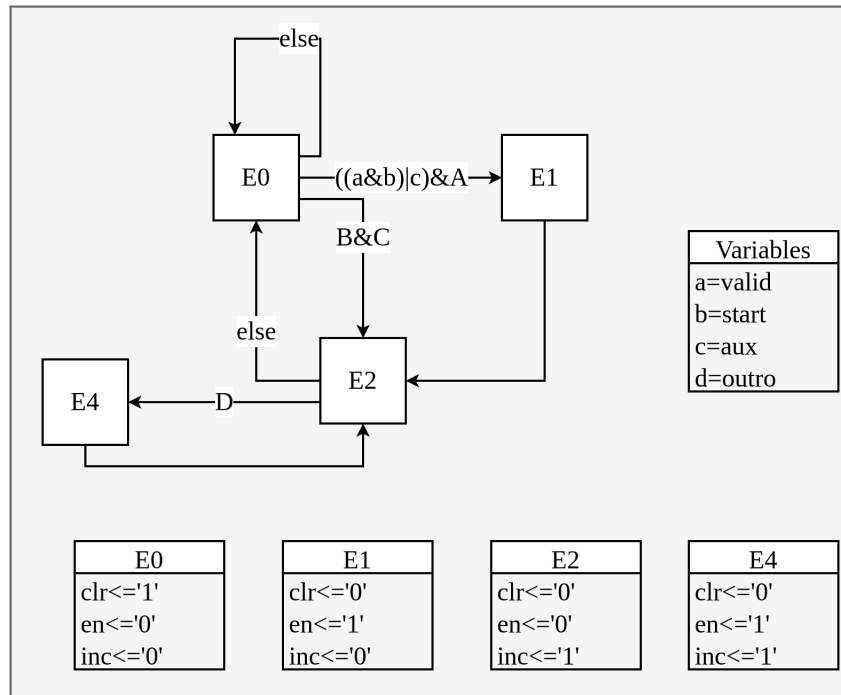 else
E0
((a&b)|c)&A
E1
B&C
Variables
a=valid
b=start
c=aux
d=outro
else
E2
E4
D
E0
clr<='1'
en<='0'
inc<='0'
E1
clr<='0'
en<='1'
inc<='0'
E2
clr<='0'
en<='0'
inc<='1'
E4
clr<='0'
en<='1'
inc<='1'